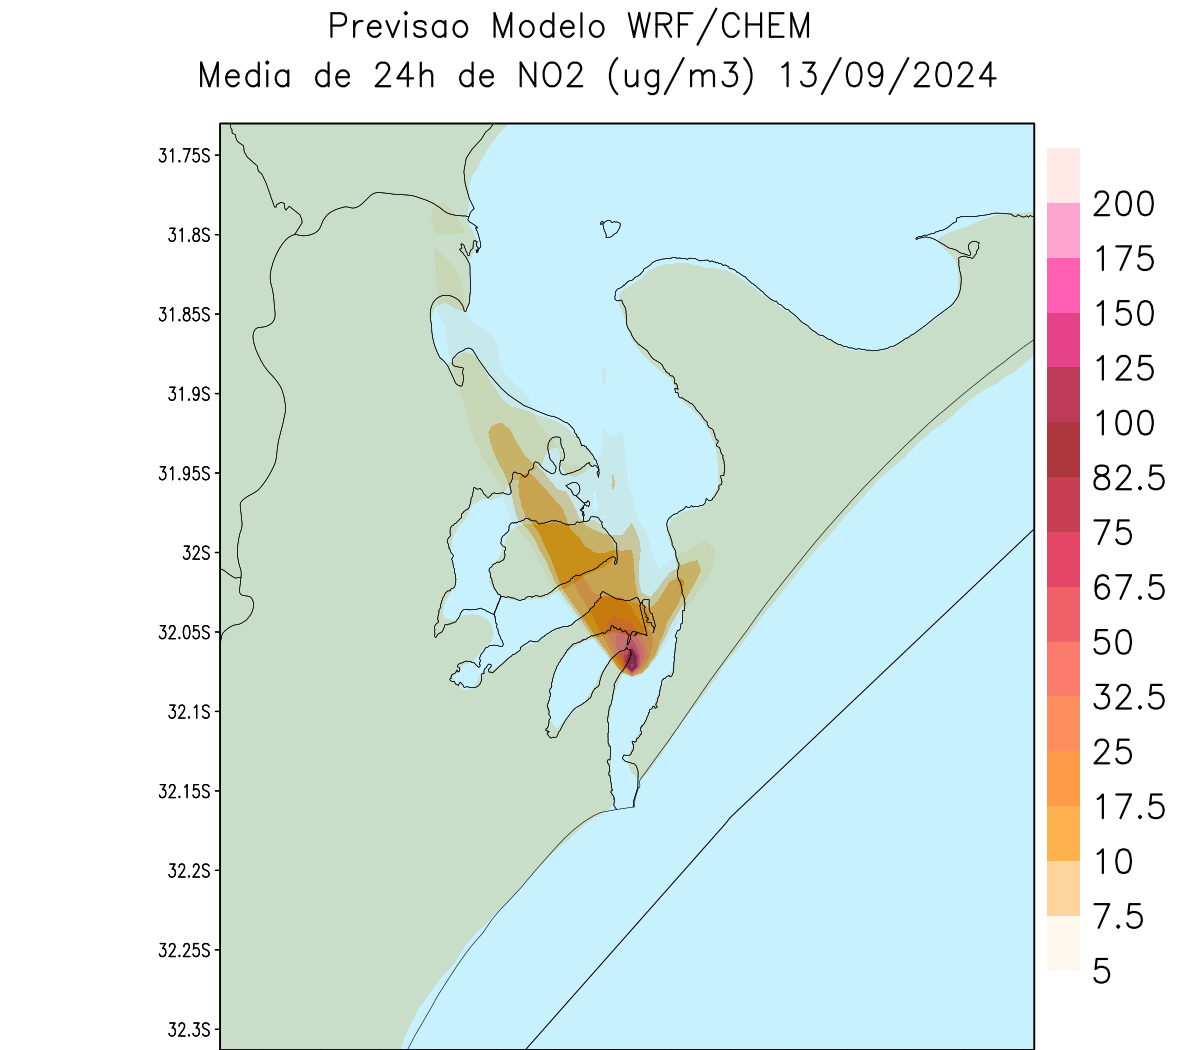 Previsao Modelo WRF/CHEM
Media de 24h de NO2 (ug/m3) 13/09/2024
31.75S
31.8S
31.85S
31.9S
31.95S
32S
32.05S
32.1S
32.15S
32.2S
32.25S
32.3S
200
175
150
125
100
82.5
75
67.5
50
32.5
25
17.5
10
7.5
5